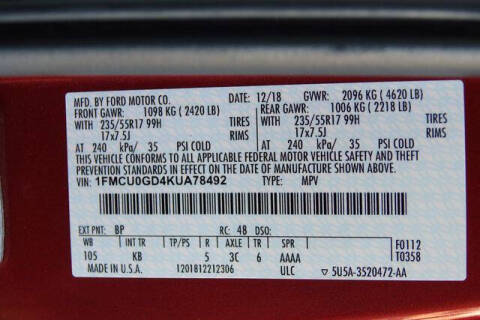 MFD. BY FORD MOTOR CO. 12/18 GVWR: 2096 KG ( 4620 LB)
FRONT GAWR: 1098 KG ( 2420 LB) REAR GAWR: 1006 KG ( 2218 LB)
WITH 235/55R17 99H TIRES WITH 235/55R17 99H TIRES
17x7.5J RIMS 17x7.5J RIMS
AT 240 kPa/ 35 PSI COLD AT 240 kPa/ 35 PSI COLD
THIS VEHICLE CONFORMS TO ALL APPLICABLE FEDERAL MOTOR VEHICLE SAFETY AND THEFT
PREVENTION STANDARDS IN EFFECT ON THE DATE OF MANUFACTURE SHOWN ABOVE.
VIN: 1FMCU0GD4KUA78492 TYPE: MPV
EXT PNT: BP RC: 48 DSO: F0112
WB INT TR TP/PS R AXLE TR SPR T0358
105 KB 5 3C 6 AAAA
MADE IN U.S.A. 1201812212306 ULC 5U5A-3520472-AA